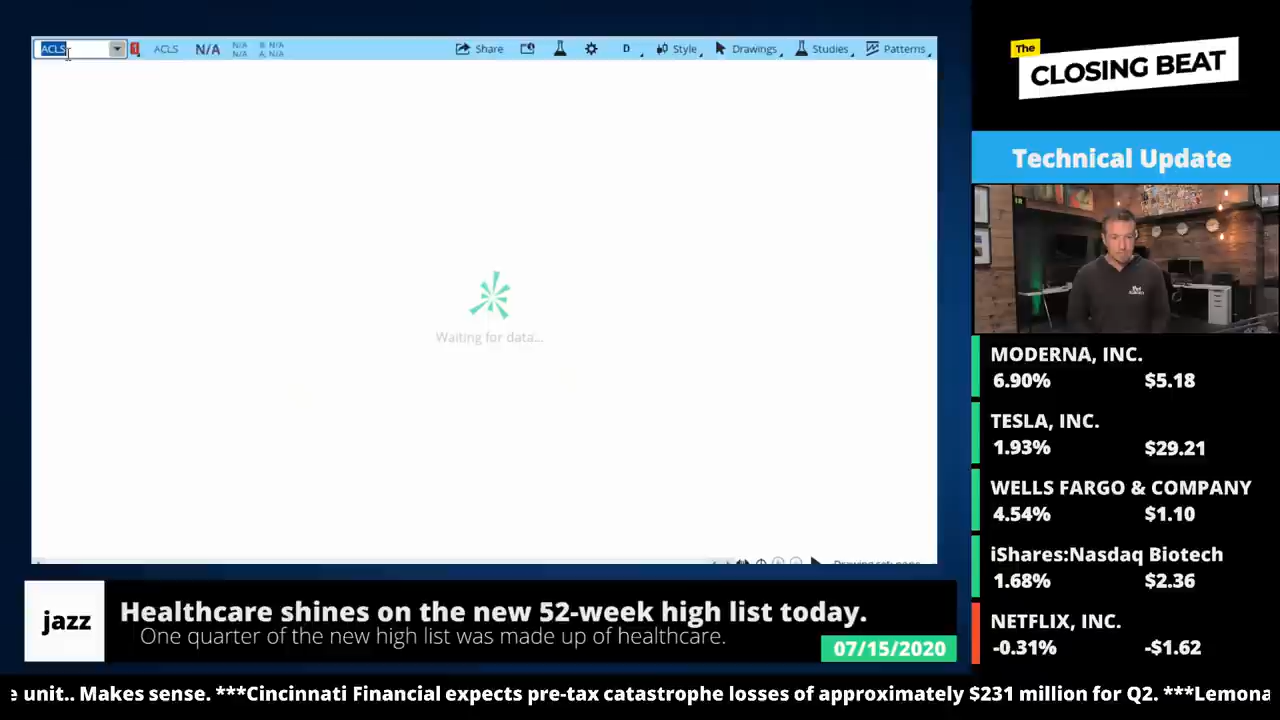 ACLS
1
ACLS
N/A
N/A
N/A
B: N/A
A: N/A
Share
D
Style
Drawings
Studies
Patterns
Waiting for data...
The
CLOSING BEAT
Technical Update
MODERNA, INC.
6.90% $5.18
TESLA, INC.
1.93% $29.21
WELLS FARGO & COMPANY
4.54% $1.10
iShares:Nasdaq Biotech
1.68% $2.36
NETFLIX, INC.
-0.31% -$1.62
jazz
Healthcare shines on the new 52-week high list today.
One quarter of the new high list was made up of healthcare.
07/15/2020
e unit.. Makes sense. ***Cincinnati Financial expects pre-tax catastrophe losses of approximately $231 million for Q2. ***Lemona